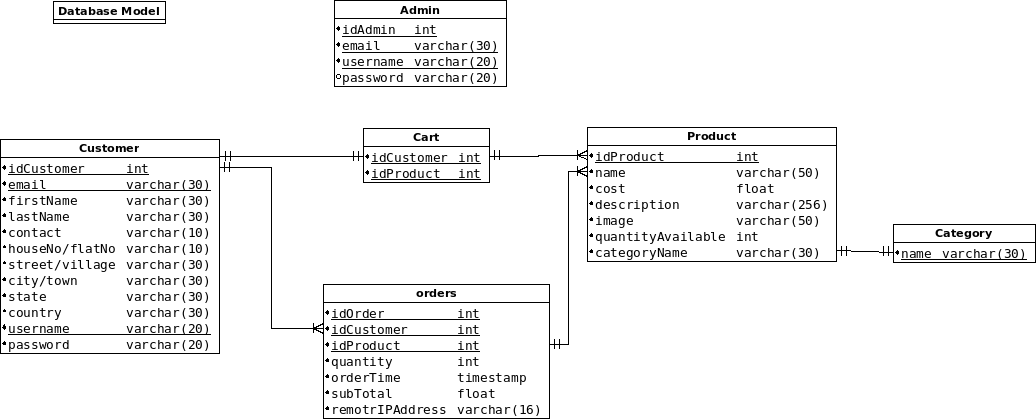 Database Model
Admin
idAdmin int
email varchar(30)
username varchar(20)
password varchar(20)
Customer
idCustomer int
email varchar(30)
firstName varchar(30)
lastName varchar(30)
contact varchar(10)
houseNo/flatNo varchar(10)
street/village varchar(30)
city/town varchar(30)
state varchar(30)
country varchar(30)
username varchar(20)
password varchar(20)
Cart
idCustomer int
idProduct int
Product
idProduct int
name varchar(50)
cost float
description varchar(256)
image varchar(50)
quantityAvailable int
categoryName varchar(30)
Category
name varchar(30)
orders
idOrder int
idCustomer int
idProduct int
quantity int
orderTime timestamp
subTotal float
remotrIPAddress varchar(16)